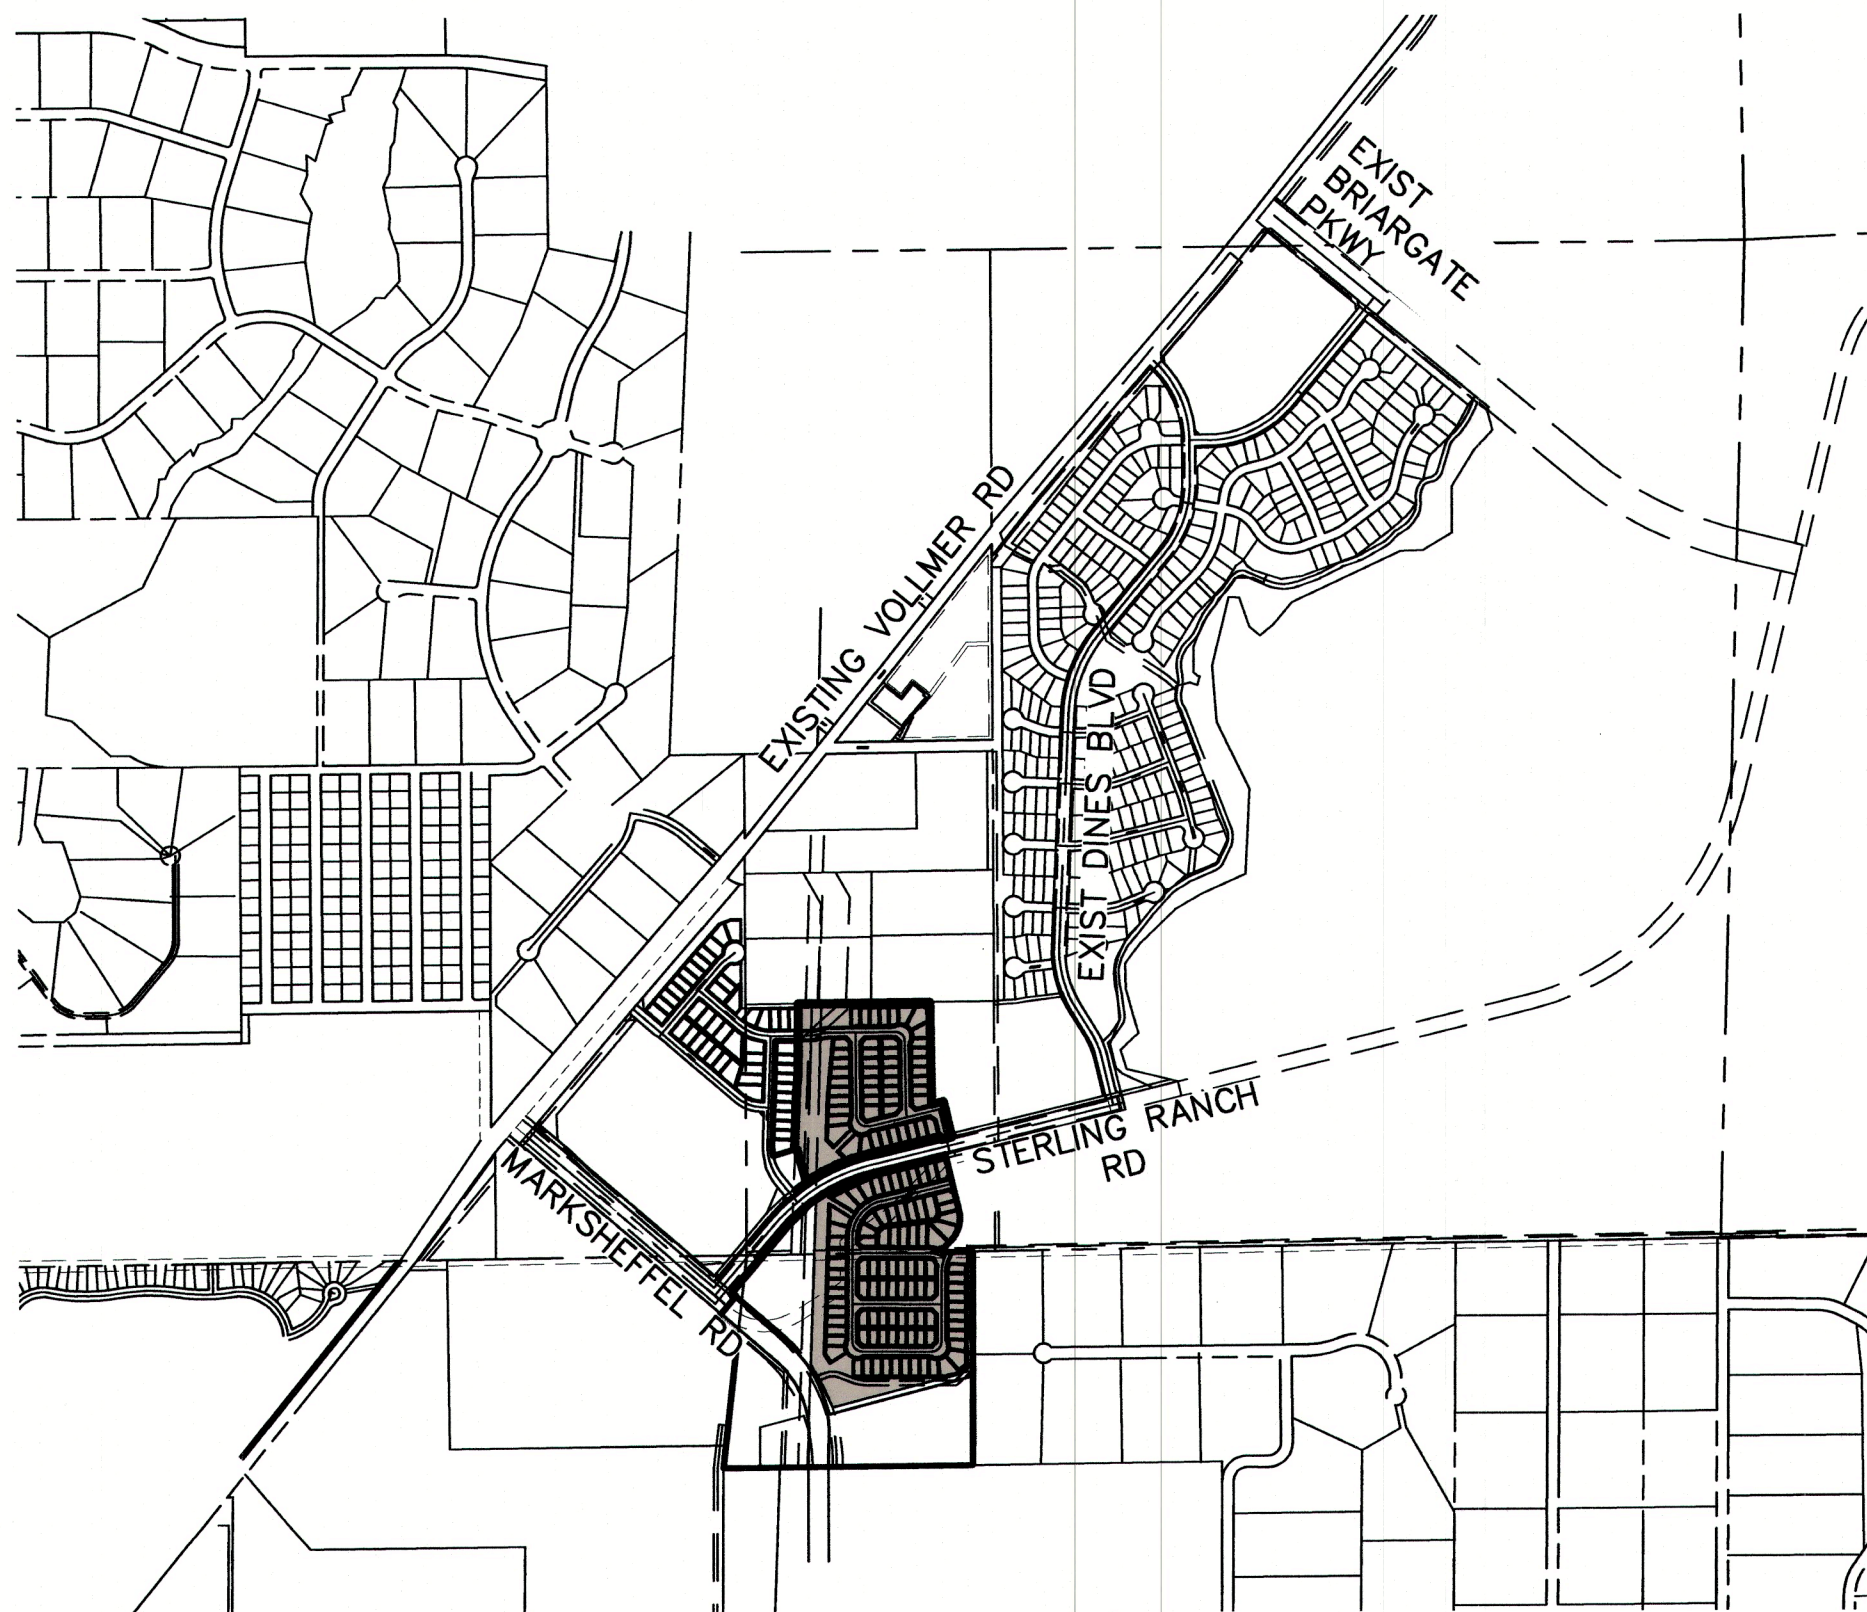 EXIST
BRIARGATE
PKWY
EXISTING VOLLMER RD
EXIST DINES BLVD
STERLING RANCH
RD
MARKSHEFFEL RD